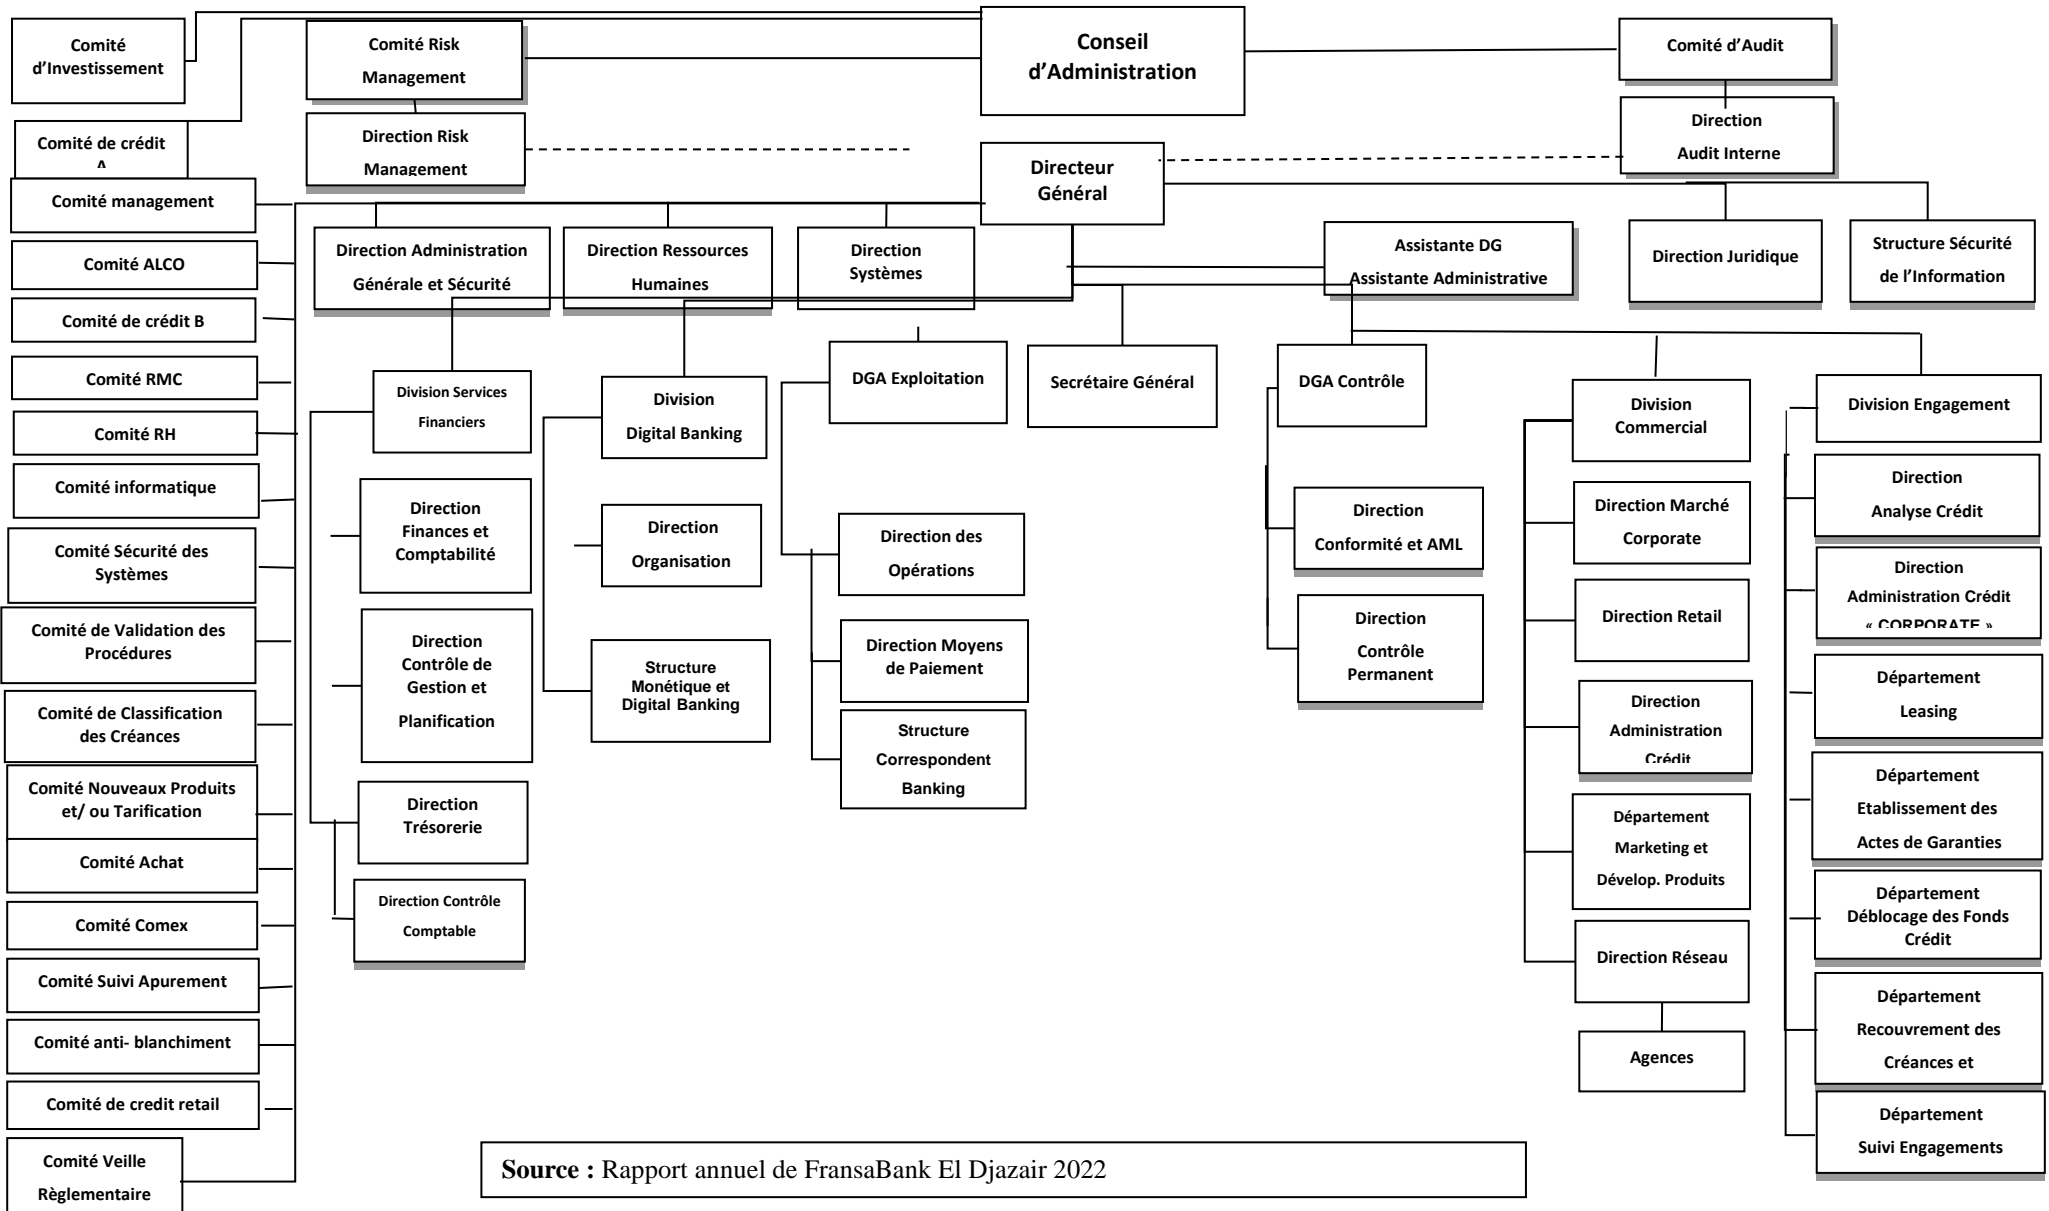 Conseil
d'Administration
Comité
d'Investissement
Comité Risk
Management
Comité d'Audit
Direction Risk
Management
Direction
Audit Interne
Comité de crédit
A
Directeur
Général
Comité management
Comité ALCO
Comité de crédit B
Comité RMC
Comité RH
Comité informatique
Comité Sécurité des
Systèmes
Comité de Validation des
Procédures
Comité de Classification
des Créances
Comité Nouveaux Produits
et/ ou Tarification
Comité Achat
Comité Comex
Comité Suivi Apurement
Comité anti- blanchiment
Comité de credit retail
Comité Veille
Règlementaire
Direction Administration
Générale et Sécurité
Direction Ressources
Humaines
Direction
Systèmes
Assistante DG
Assistante Administrative
Direction Juridique
Structure Sécurité
de l'Information
Division Services
Financiers
Direction
Finances et
Comptabilité
Direction
Contrôle de
Gestion et
Planification
Direction
Trésorerie
Direction Contrôle
Comptable
Division
Digital Banking
Direction
Organisation
Structure
Monétique et
Digital Banking
DGA Exploitation
Direction des
Opérations
Direction Moyens
de Paiement
Structure
Correspondent
Banking
Secrétaire Général
DGA Contrôle
Direction
Conformité et AML
Direction
Contrôle
Permanent
Division
Commercial
Direction Marché
Corporate
Direction Retail
Direction
Administration
Crédit
Département
Marketing et
Dévelop. Produits
Direction Réseau
Agences
Division Engagement
Direction
Analyse Crédit
Direction
Administration Crédit
« CORPORATE »
Département
Leasing
Département
Etablissement des
Actes de Garanties
Département
Déblocage des Fonds
Crédit
Département
Recouvrement des
Créances et
Département
Suivi Engagements
Source : Rapport annuel de FransaBank El Djazair 2022